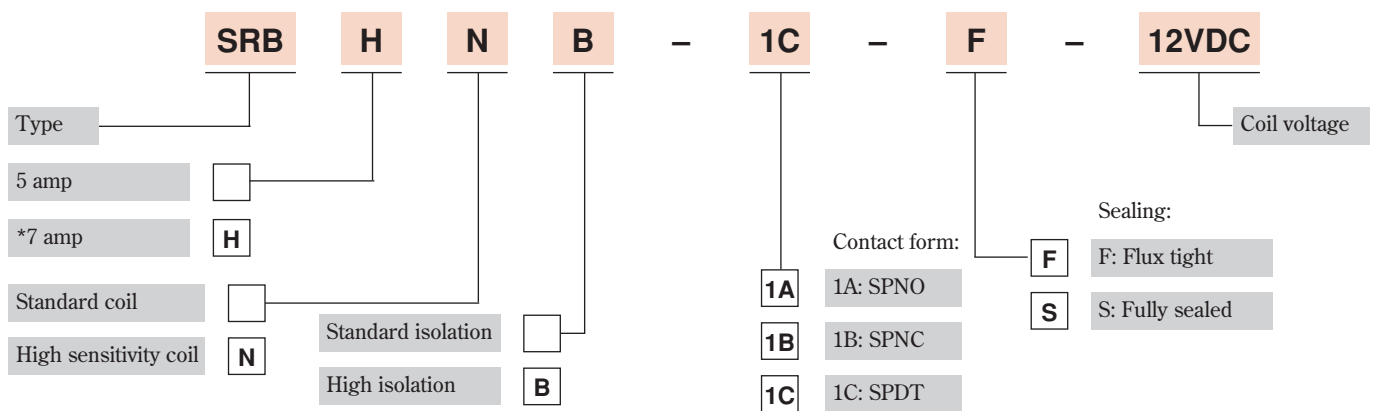 SRB H N B – 1C – F – 12VDC
Type
Coil voltage
5 amp
*7 amp H
Standard coil
High sensitivity coil N
Standard isolation
High isolation B
Contact form:
1A 1A: SPNO
1B 1B: SPNC
1C 1C: SPDT
Sealing:
F F: Flux tight
S S: Fully sealed